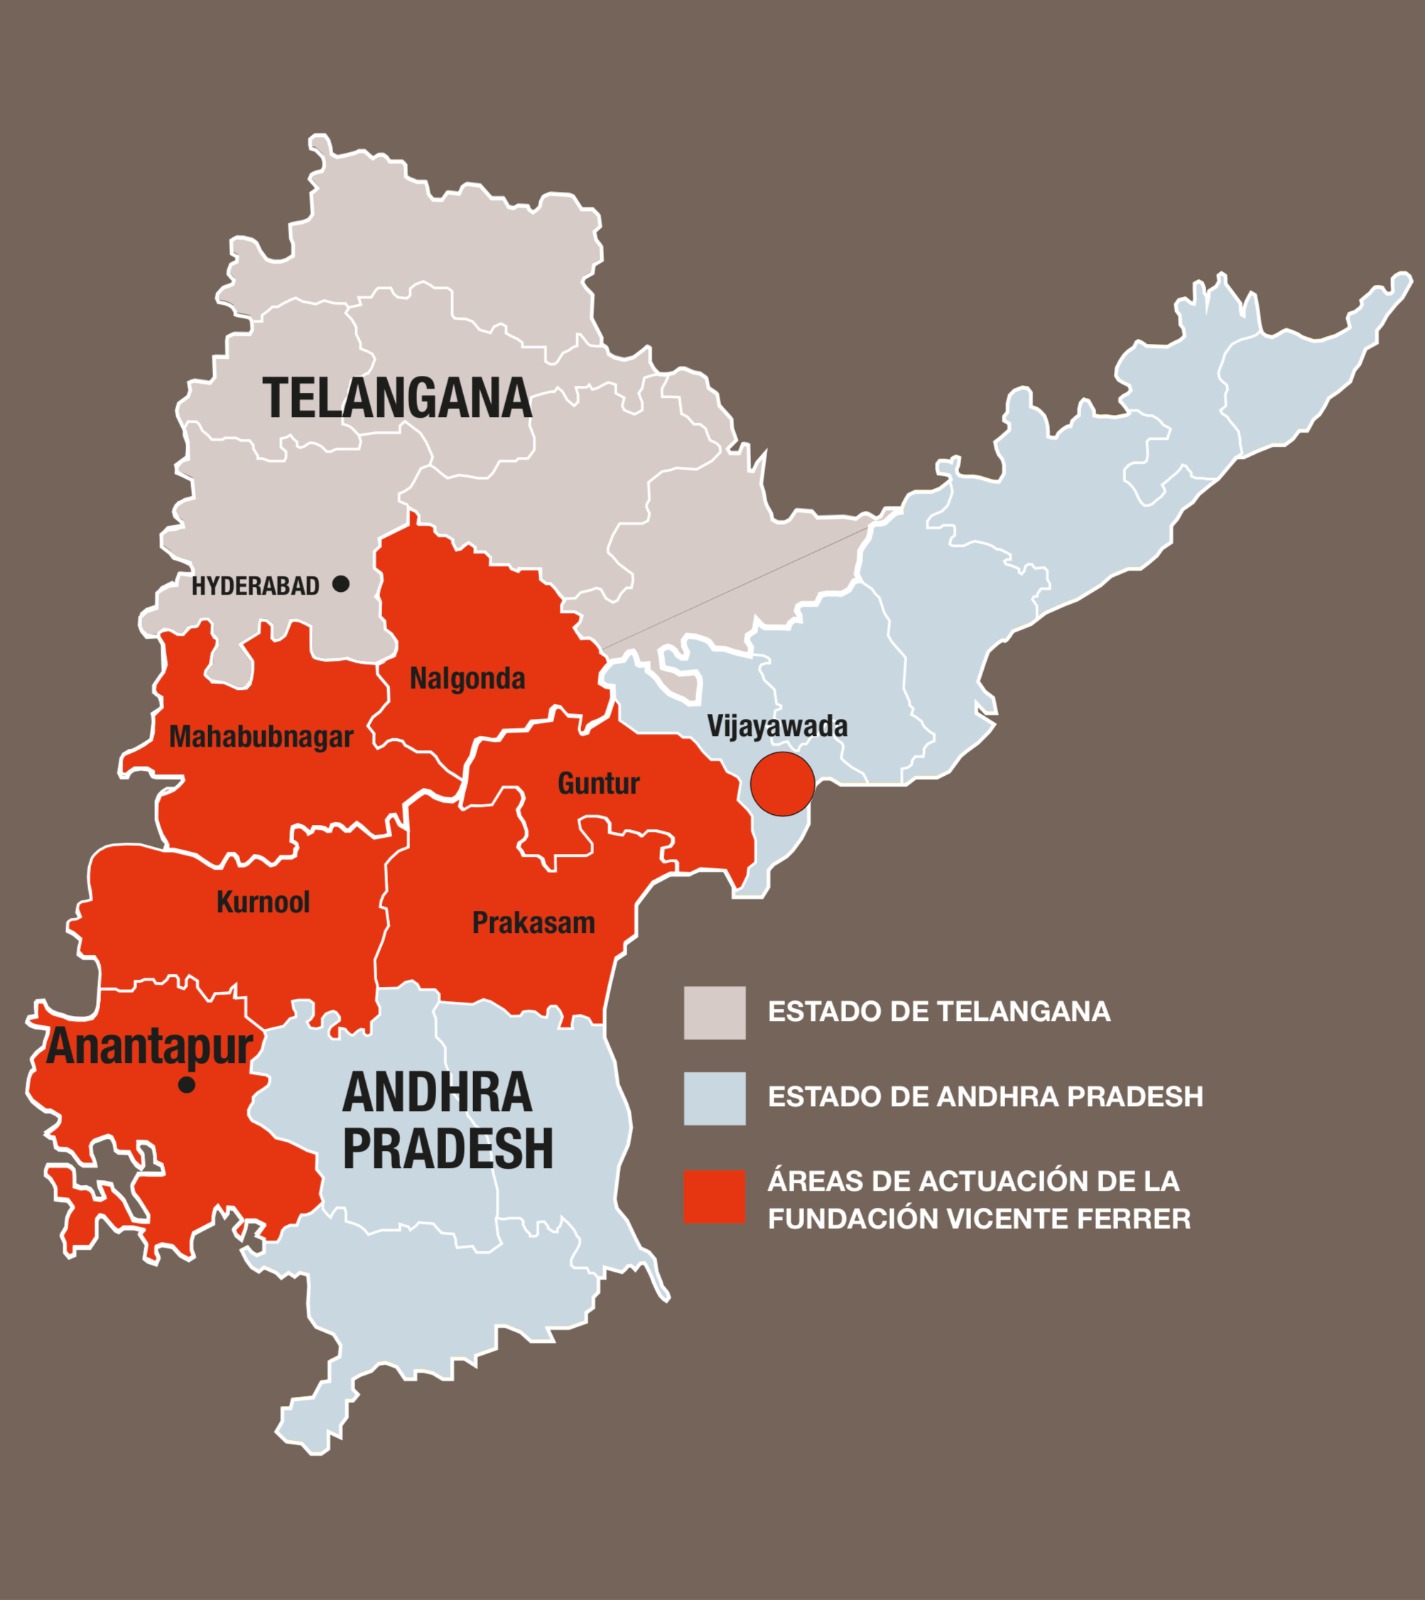 TELANGANA
HYDERABAD
Nalgonda
Mahabubnagar
Vijayawada
Guntur
Kurnool
Prakasam
Anantapur
ANDHRA
PRADESH
ESTADO DE TELANGANA
ESTADO DE ANDHRA PRADESH
ÁREAS DE ACTUACIÓN DE LA
FUNDACIÓN VICENTE FERRER